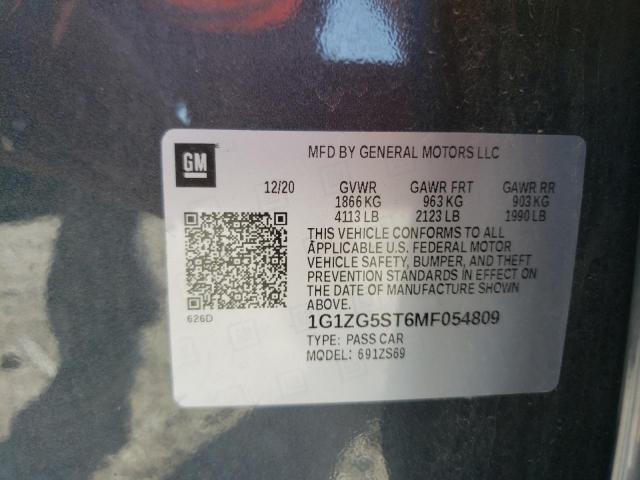 GM
MFD BY GENERAL MOTORS LLC
12/20 GVWR GAWR FRT GAWR RR
1866 KG 963 KG 903 KG
4113 LB 2123 LB 1990 LB
THIS VEHICLE CONFORMS TO ALL
APPLICABLE U.S. FEDERAL MOTOR
VEHICLE SAFETY, BUMPER, AND THEFT
PREVENTION STANDARDS IN EFFECT ON
THE DATE OF MANUFACTURE SHOWN
ABOVE.
626D
1G1ZG5ST6MF054809
TYPE: PASS CAR
MODEL: 691ZS69